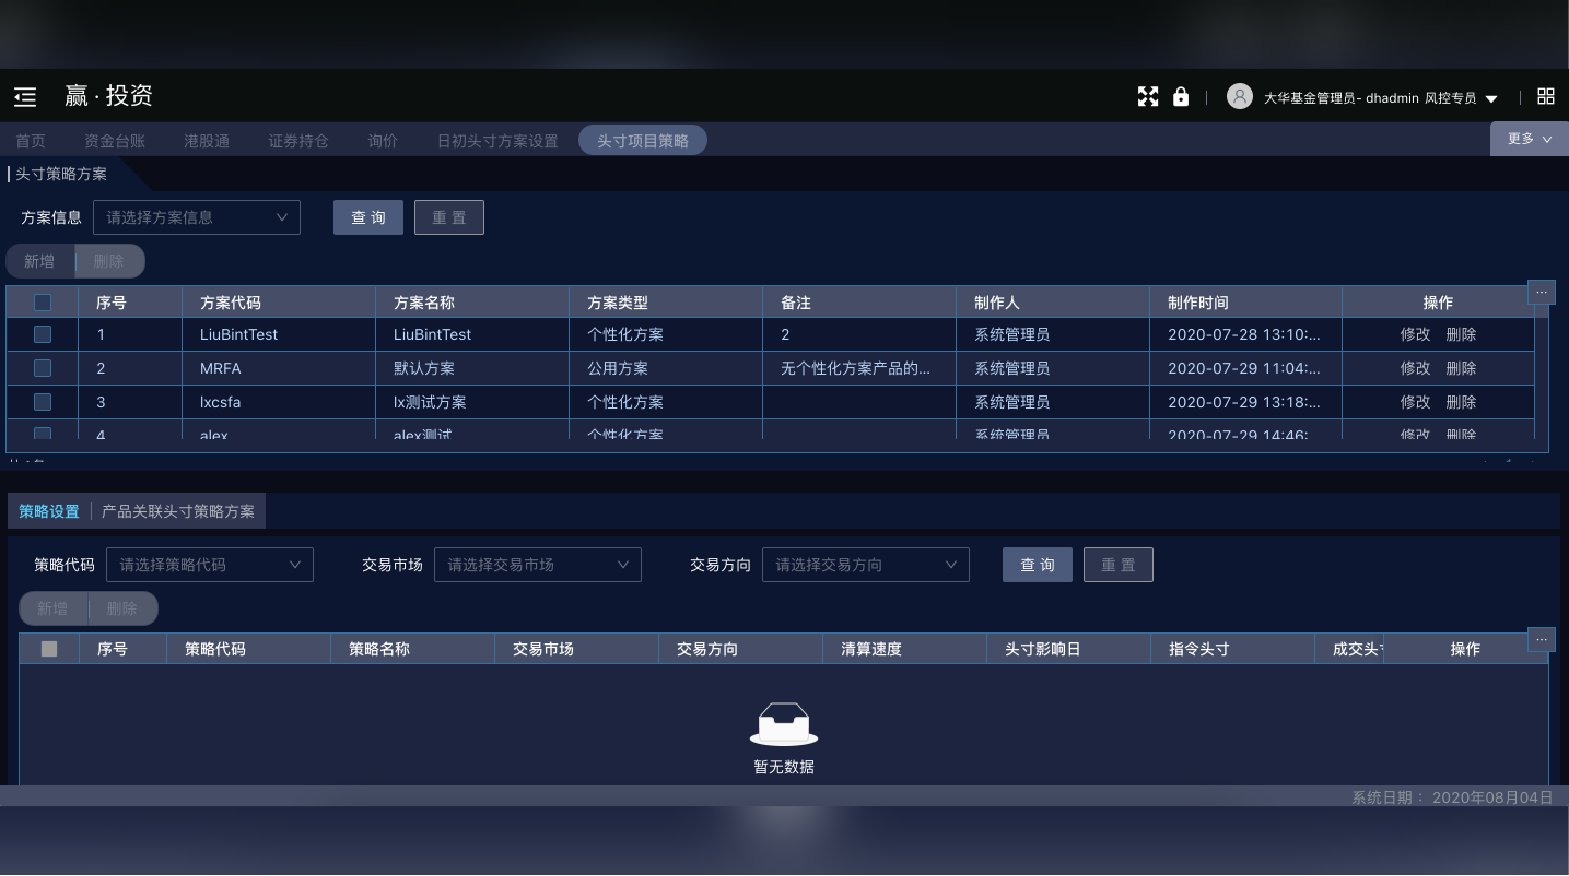 赢·投资
大华基金管理员- dhadmin 风控专员
首页 资金台账 港股通 证券持仓 询价 日初头寸方案设置 头寸项目策略 更多
头寸策略方案
方案信息 请选择方案信息 查 询 重 置
新增 删除
序号 方案代码 方案名称 方案类型 备注 制作人 制作时间 操作 ...
1 LiuBintTest LiuBintTest 个性化方案 2 系统管理员 2020-07-28 13:10:... 修改 删除
2 MRFA 默认方案 公用方案 无个性化方案产品的... 系统管理员 2020-07-29 11:04:... 修改 删除
3 lxcsfa lx测试方案 个性化方案 系统管理员 2020-07-29 13:18:... 修改 删除
4 alex alex测试 个性化方案 系统管理员 2020-07-29 14:46: 修改 删除
策略设置 产品关联头寸策略方案
策略代码 请选择策略代码 交易市场 请选择交易市场 交易方向 请选择交易方向 查 询 重 置
新增 删除
序号 策略代码 策略名称 交易市场 交易方向 清算速度 头寸影响日 指令头寸 成交头 操作 ...
暂无数据
系统日期： 2020年08月04日